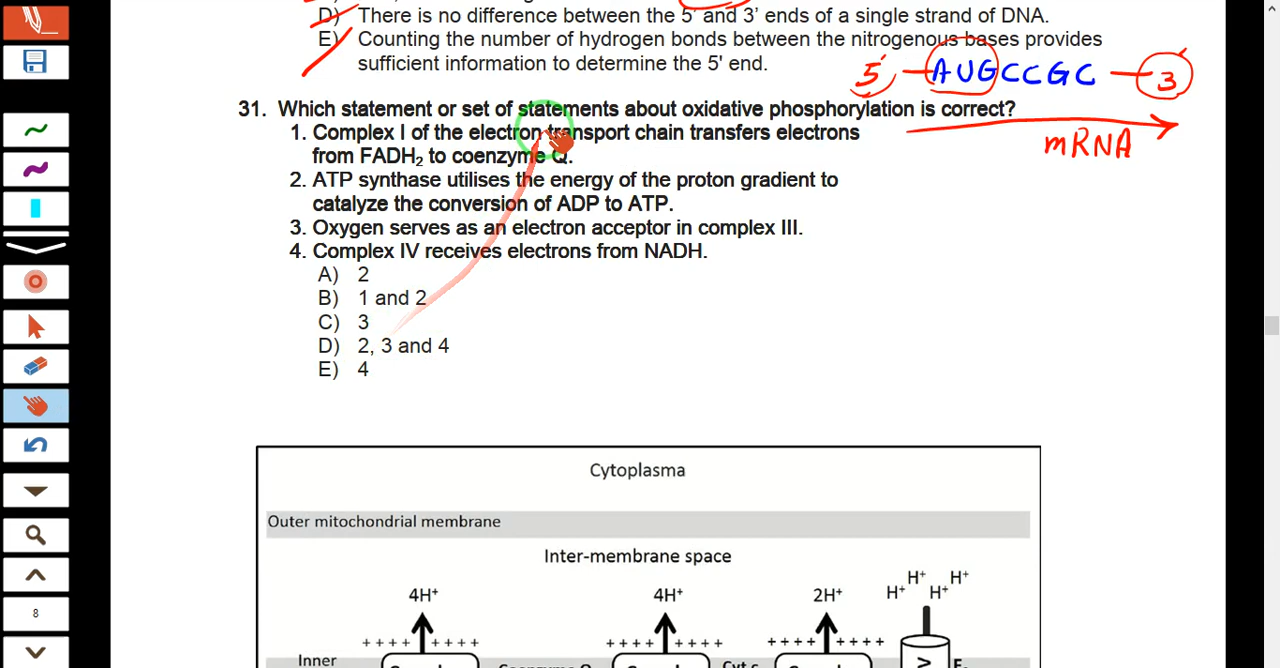 D) There is no difference between the 5' and 3' ends of a single strand of DNA.
E) Counting the number of hydrogen bonds between the nitrogenous bases provides
sufficient information to determine the 5' end.
5' AUGCCGC 3'
31. Which statement or set of statements about oxidative phosphorylation is correct?
mRNA
1. Complex I of the electron transport chain transfers electrons
from FADH₂ to coenzyme Q.
2. ATP synthase utilises the energy of the proton gradient to
catalyze the conversion of ADP to ATP.
3. Oxygen serves as an electron acceptor in complex III.
4. Complex IV receives electrons from NADH.
A) 2
B) 1 and 2
C) 3
D) 2, 3 and 4
E) 4
Cytoplasma
Outer mitochondrial membrane
Inter-membrane space
4H⁺ 4H⁺ 2H⁺ H⁺ H⁺ H⁺ H⁺
++++ ++++ ++++ ++++ ++++ ++++
Inner
8